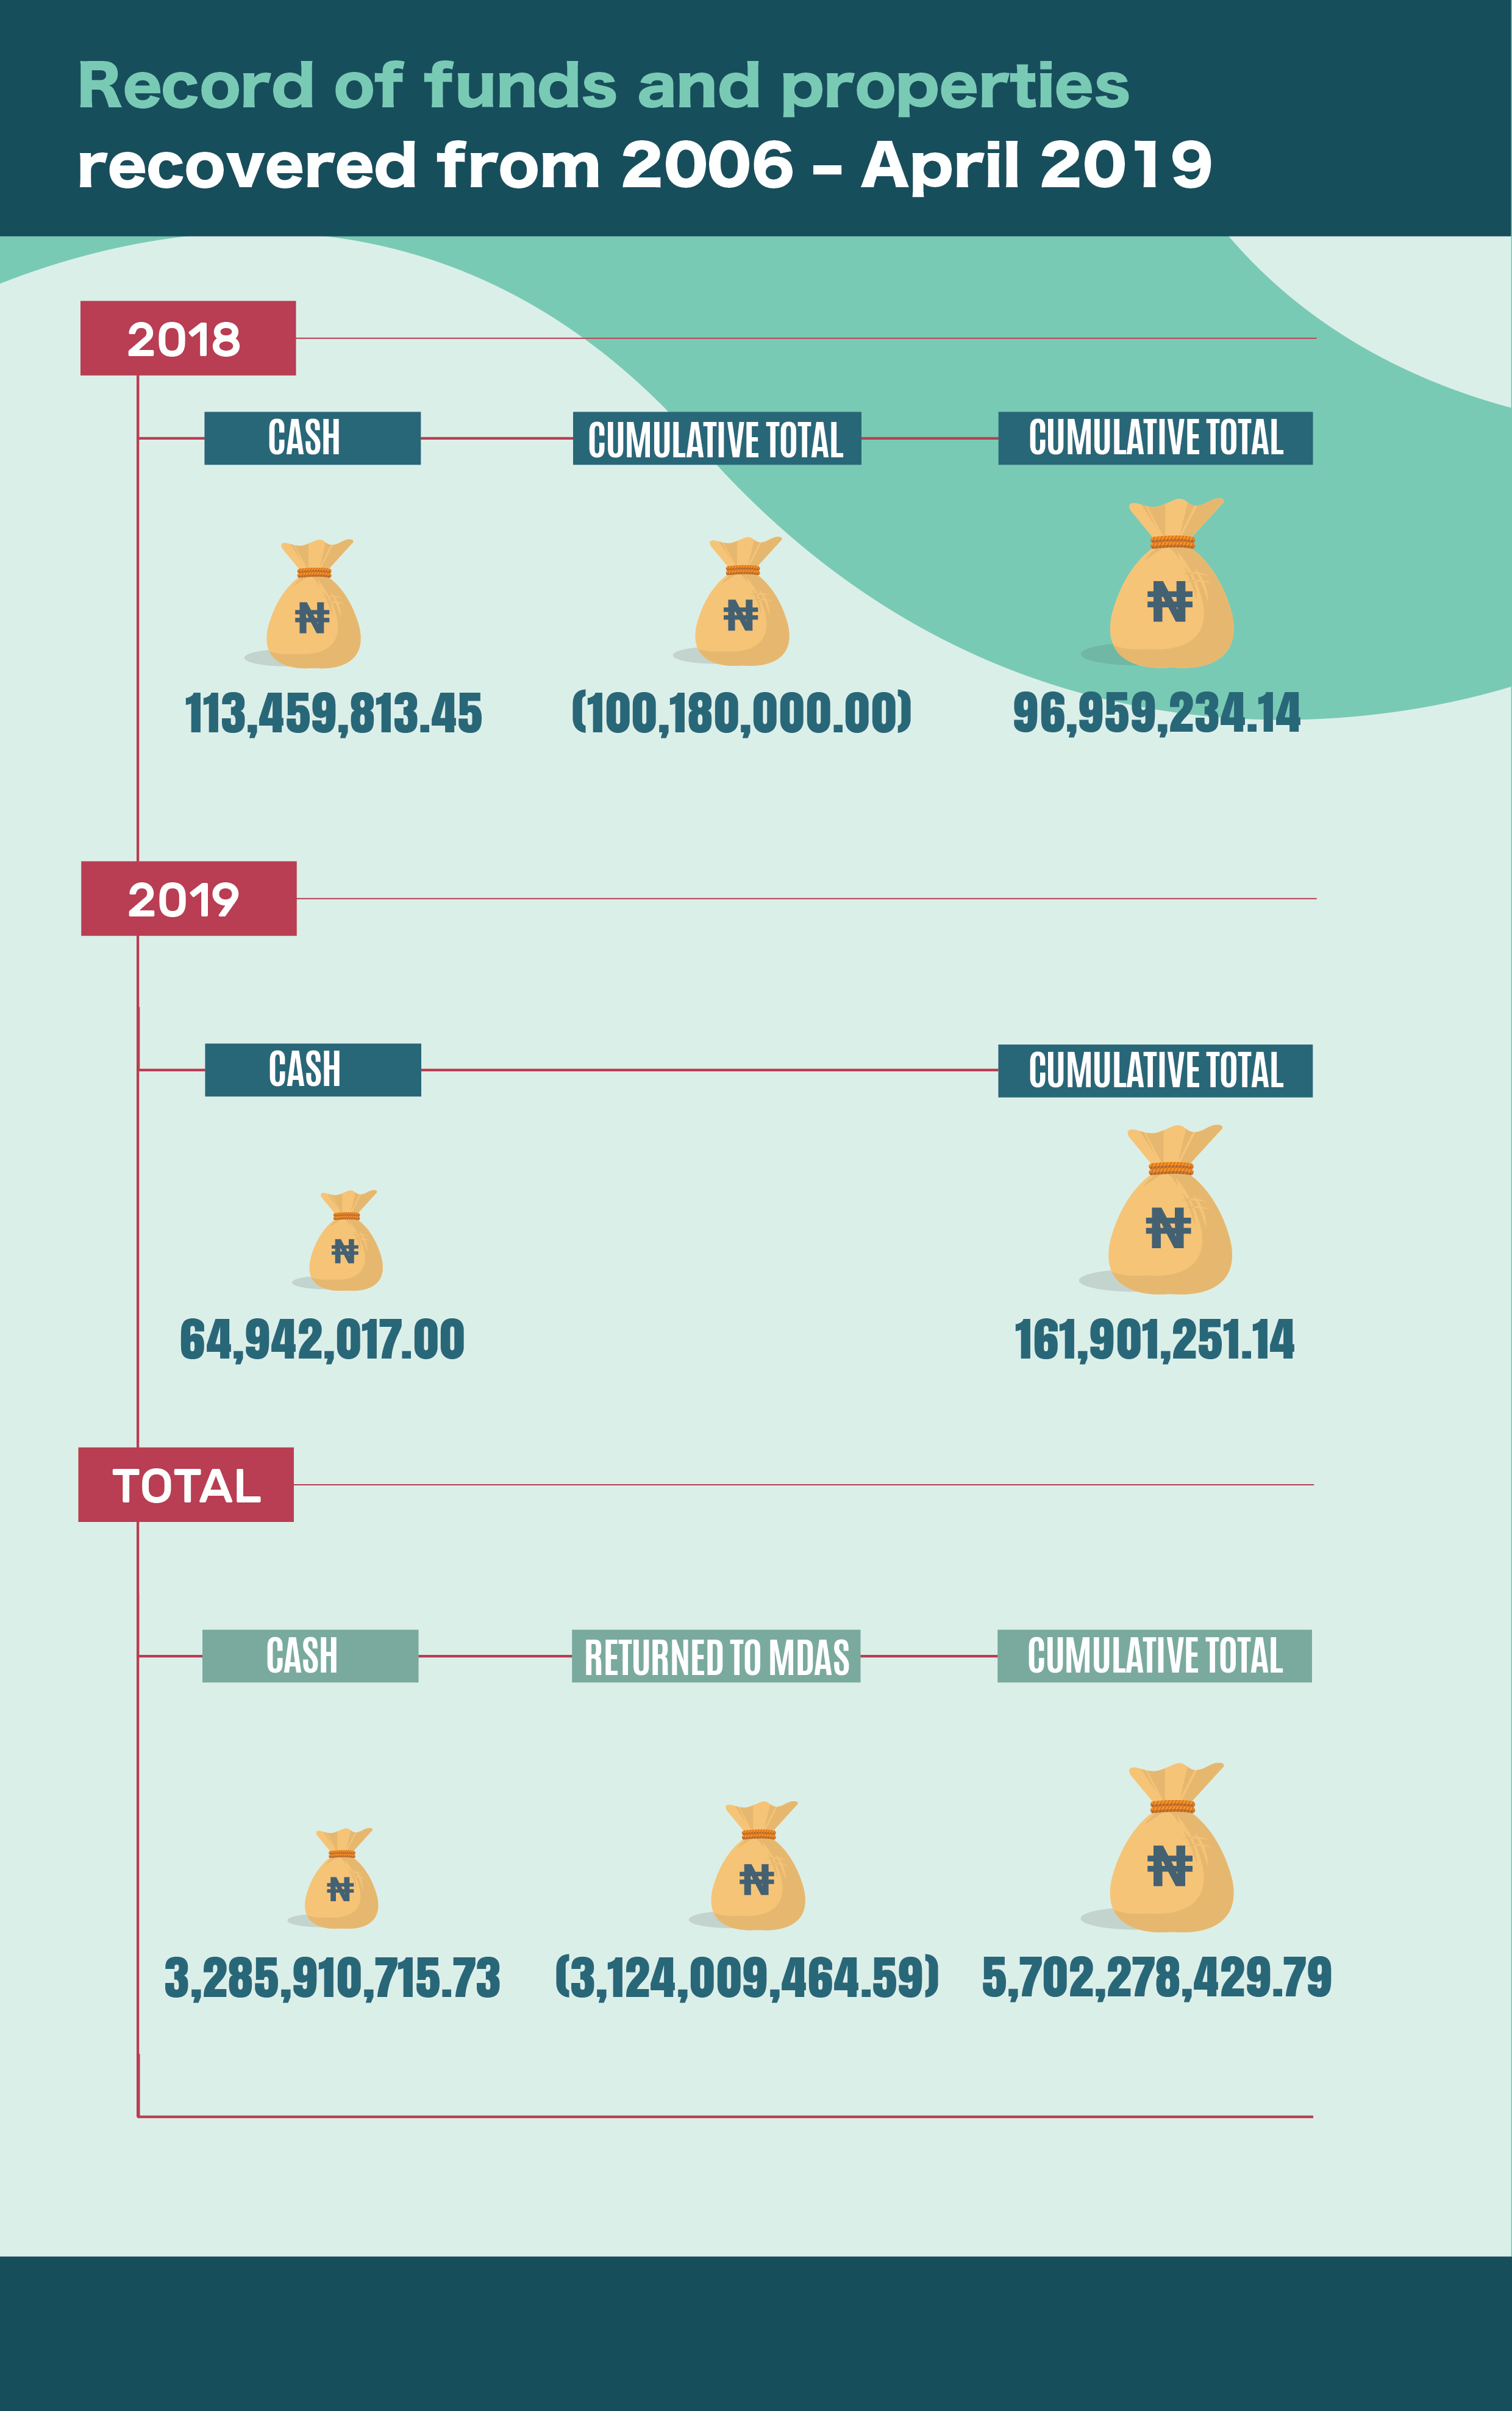 Record of funds and properties
recovered from 2006 – April 2019
2018
CASH
CUMULATIVE TOTAL
CUMULATIVE TOTAL
₦
₦
₦
113,459,813.45
(100,180,000.00)
96,959,234.14
2019
CASH
CUMULATIVE TOTAL
₦
₦
64,942,017.00
161,901,251.14
TOTAL
CASH
RETURNED TO MDAS
CUMULATIVE TOTAL
₦
₦
₦
3,285,910,715.73
(3,124,009,464.59)
5,702,278,429.79